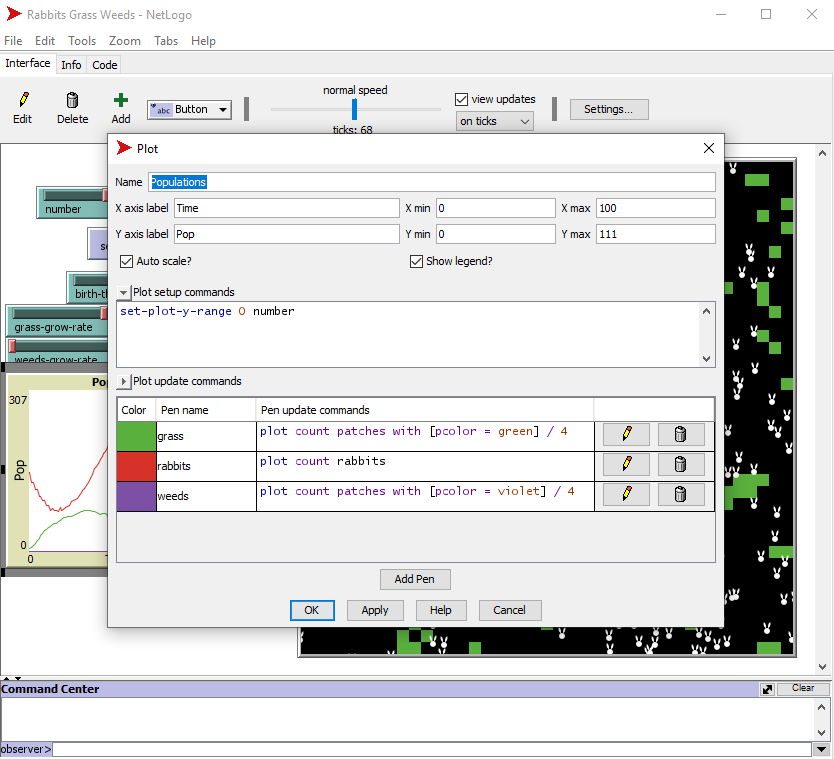 Rabbits Grass Weeds - NetLogo
File Edit Tools Zoom Tabs Help
Interface Info Code
normal speed
Edit Delete Add abc Button
ticks: 68
view updates
on ticks
Settings...
Plot
Name Populations
X axis label Time X min 0 X max 100
Y axis label Pop Y min 0 Y max 111
Auto scale? Show legend?
Plot setup commands
set-plot-y-range 0 number
Plot update commands
Color Pen name Pen update commands
grass plot count patches with [pcolor = green] / 4
rabbits plot count rabbits
weeds plot count patches with [pcolor = violet] / 4
Add Pen
OK Apply Help Cancel
number
birth-th
grass-grow-rate
weeds-grow-rate
307
Pop
0
0
Command Center Clear
observer>